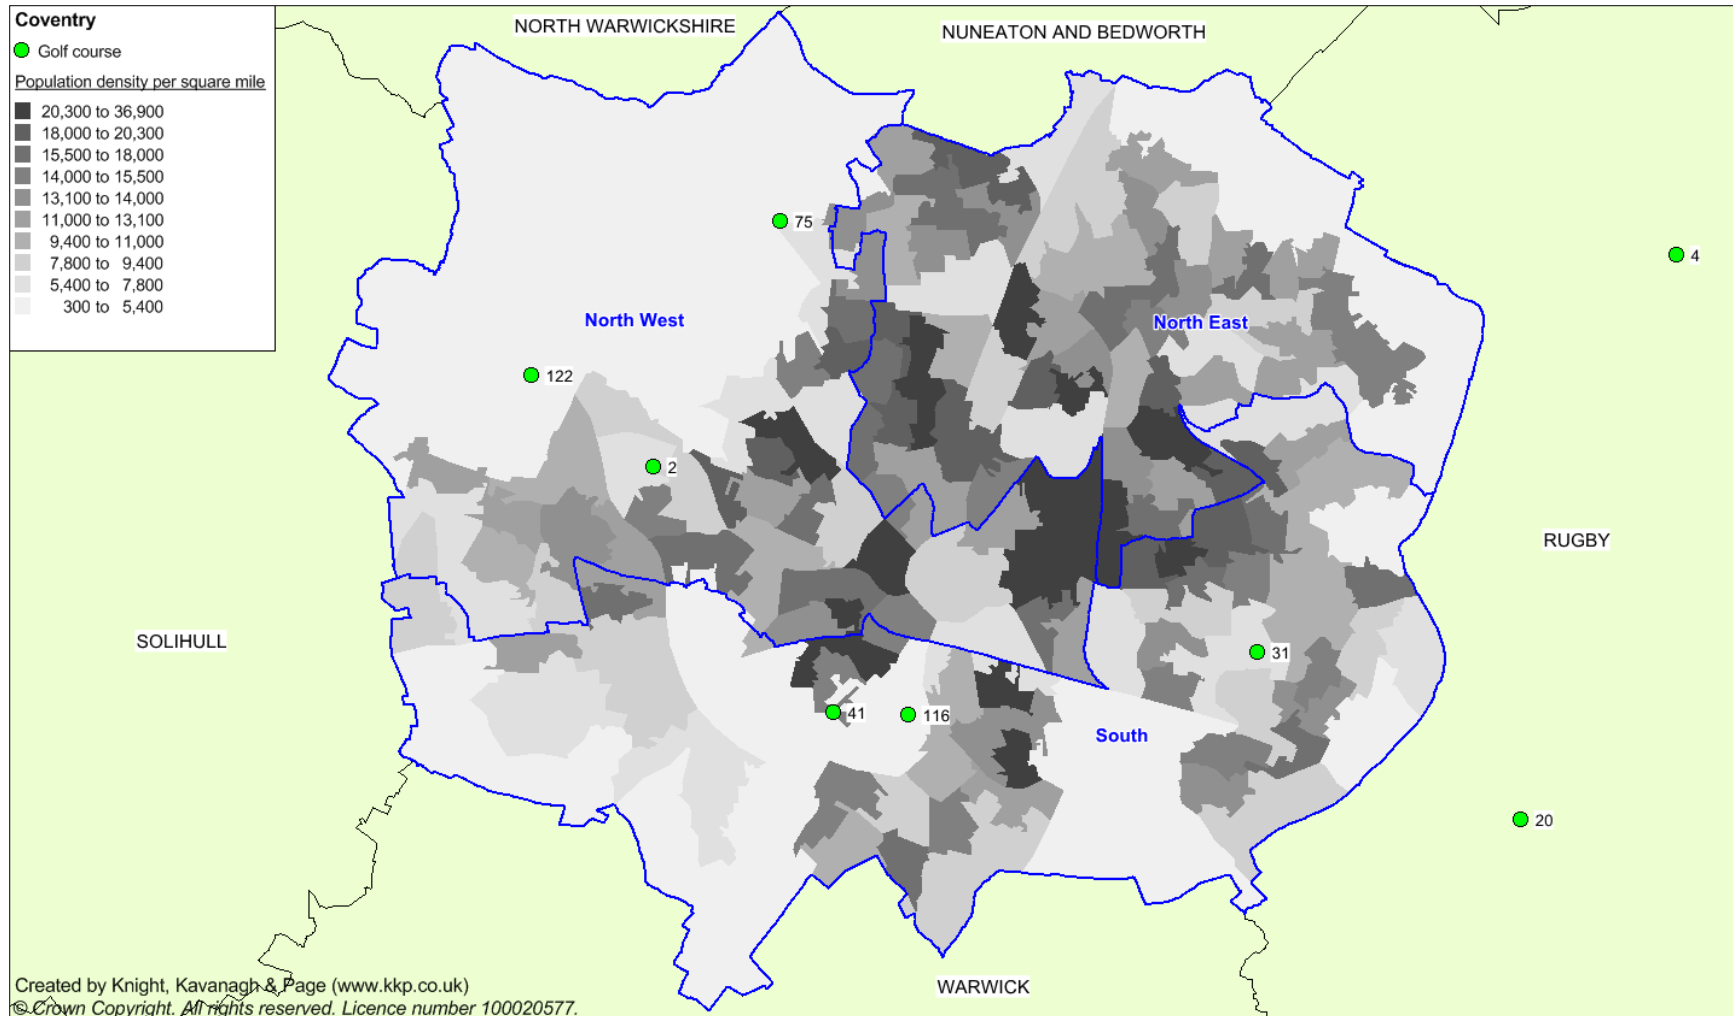 Coventry
Golf course
Population density per square mile
20,300 to 36,900
18,000 to 20,300
15,500 to 18,000
14,000 to 15,500
13,100 to 14,000
11,000 to 13,100
9,400 to 11,000
7,800 to 9,400
5,400 to 7,800
300 to 5,400
NORTH WARWICKSHIRE
NUNEATON AND BEDWORTH
75
4
North West
North East
122
2
RUGBY
SOLIHULL
31
41
116
South
20
WARWICK
Created by Knight, Kavanagh & Page (www.kkp.co.uk)
© Crown Copyright. All rights reserved. Licence number 100020577.